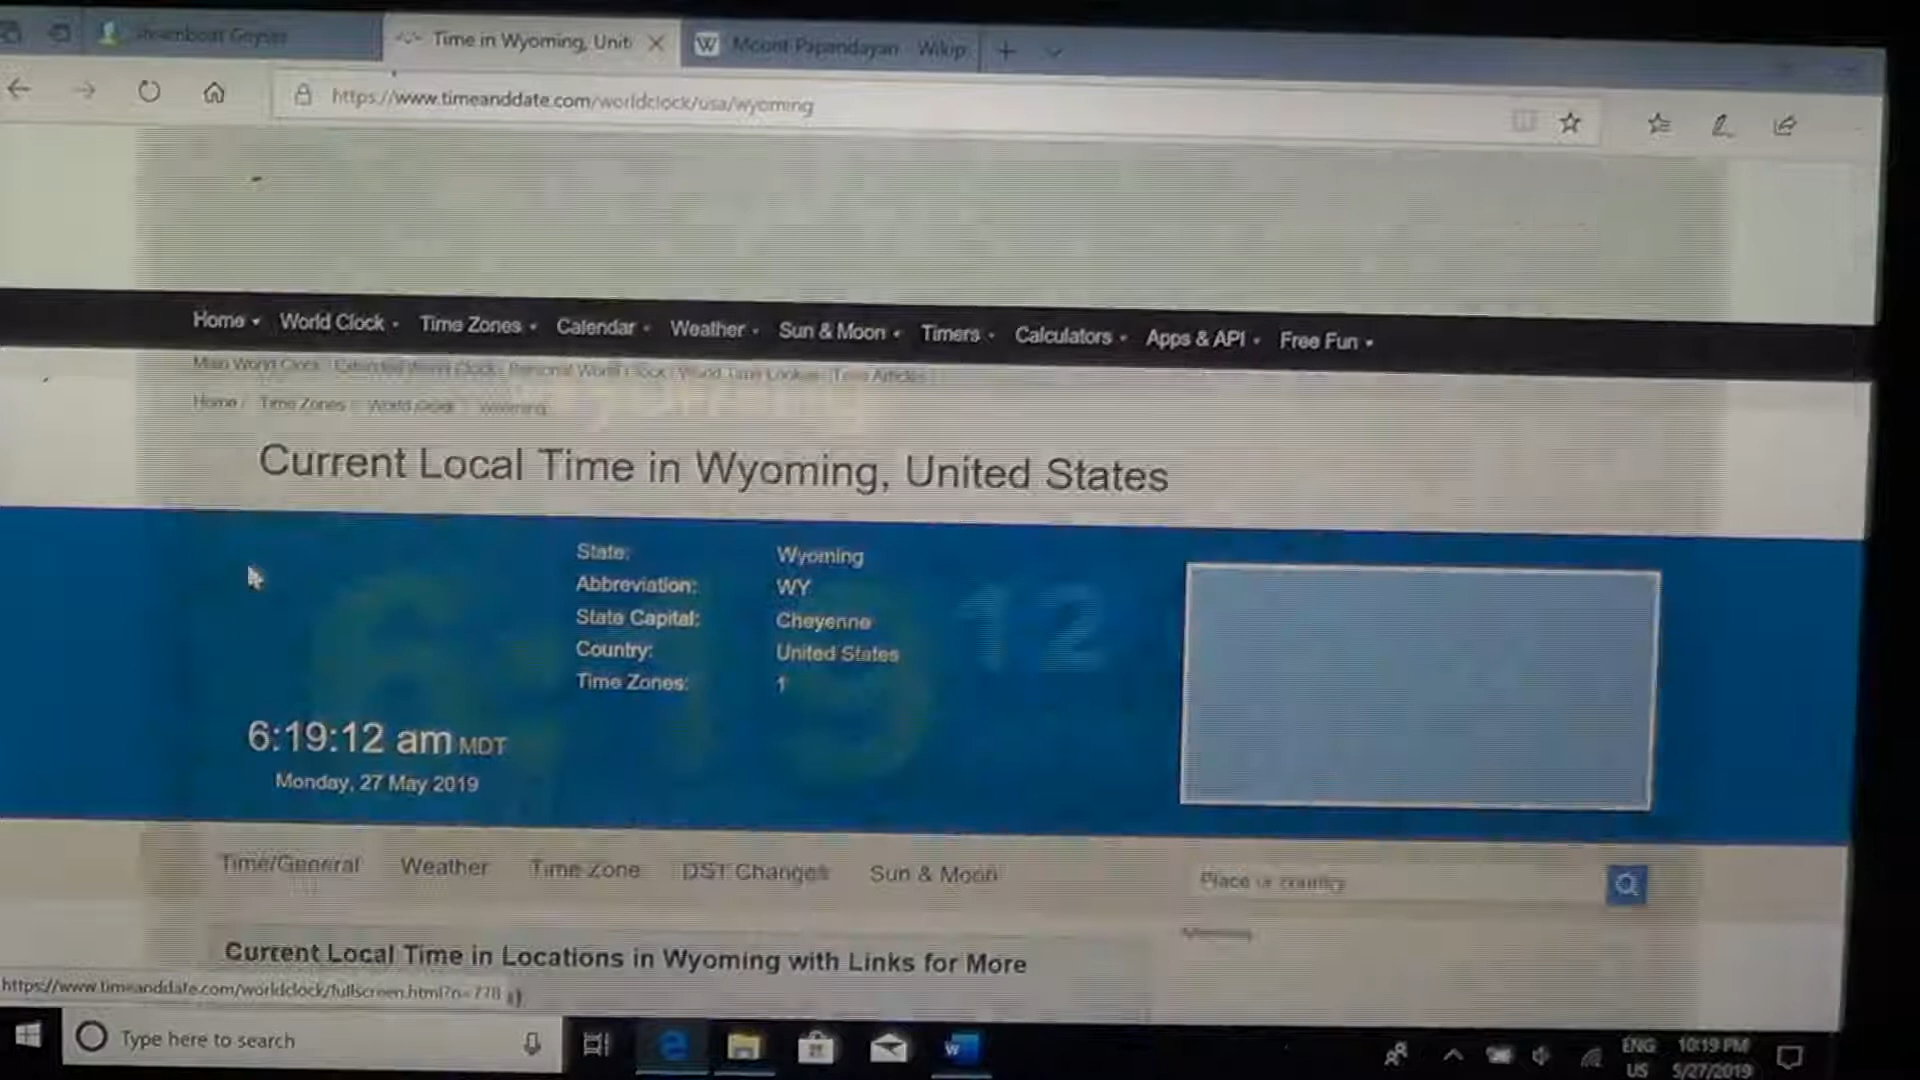 Steamboat Geyser
Time in Wyoming, Unit
W Mount Papandayan Wikip
https://www.timeanddate.com/worldclock/usa/wyoming
Home World Clock Time Zones Calendar Weather Sun & Moon Timers Calculators Apps & API Free Fun
Main World Clock Extended World Clock Personal World Clock World Time Lookup Time Articles
Home / Time Zones World Clock Wyoming
Current Local Time in Wyoming, United States
State: Wyoming
Abbreviation: WY
State Capital: Cheyenne
Country: United States
Time Zones: 1
6:19 12
6:19:12 am MDT
Monday, 27 May 2019
Time/General Weather Time Zone DST Changes Sun & Moon
Place or country
Current Local Time in Locations in Wyoming with Links for More
https://www.timeanddate.com/worldclock/fullscreen.html?n=778
Type here to search
ENG
US
10:19 PM
5/27/2019